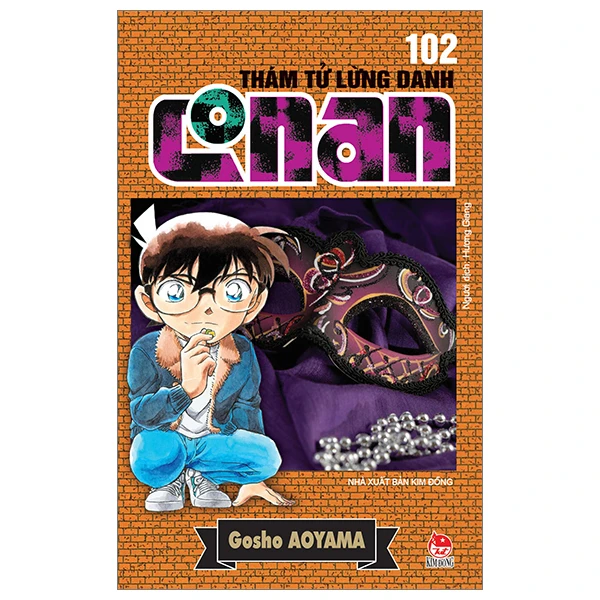 102
THÁM TỬ LỪNG DANH
Conan
Người dịch: Hương Giang
NHÀ XUẤT BẢN KIM ĐỒNG
Gosho AOYAMA
KIM ĐỒNG